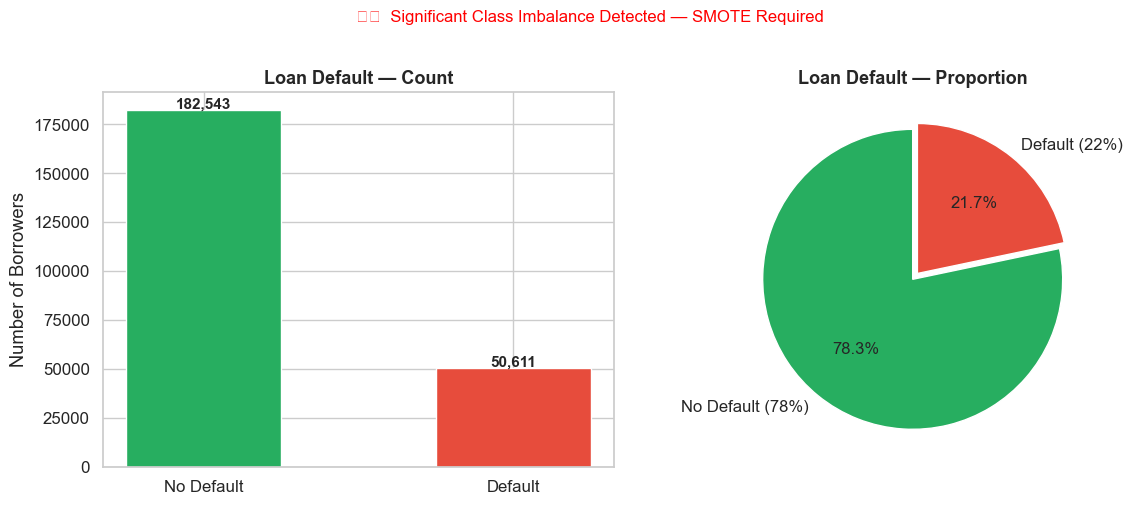 Significant Class Imbalance Detected — SMOTE Required
Loan Default — Count
Number of Borrowers
175000
150000
125000
100000
75000
50000
25000
0
182,543
50,611
No Default
Default
Loan Default — Proportion
Default (22%)
21.7%
78.3%
No Default (78%)